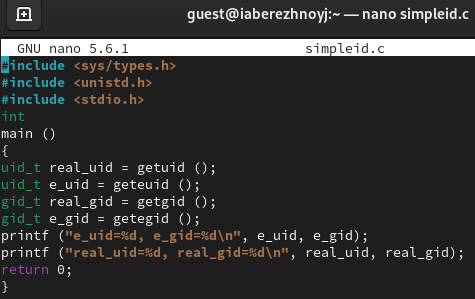 guest@iaberezhnoyj:~ — nano simpleid.c
GNU nano 5.6.1 simpleid.c
#include <sys/types.h>
#include <unistd.h>
#include <stdio.h>
int
main ()
{
uid_t real_uid = getuid ();
uid_t e_uid = geteuid ();
gid_t real_gid = getgid ();
gid_t e_gid = getegid ();
printf ("e_uid=%d, e_gid=%d\n", e_uid, e_gid);
printf ("real_uid=%d, real_gid=%d\n", real_uid, real_gid);
return 0;
}